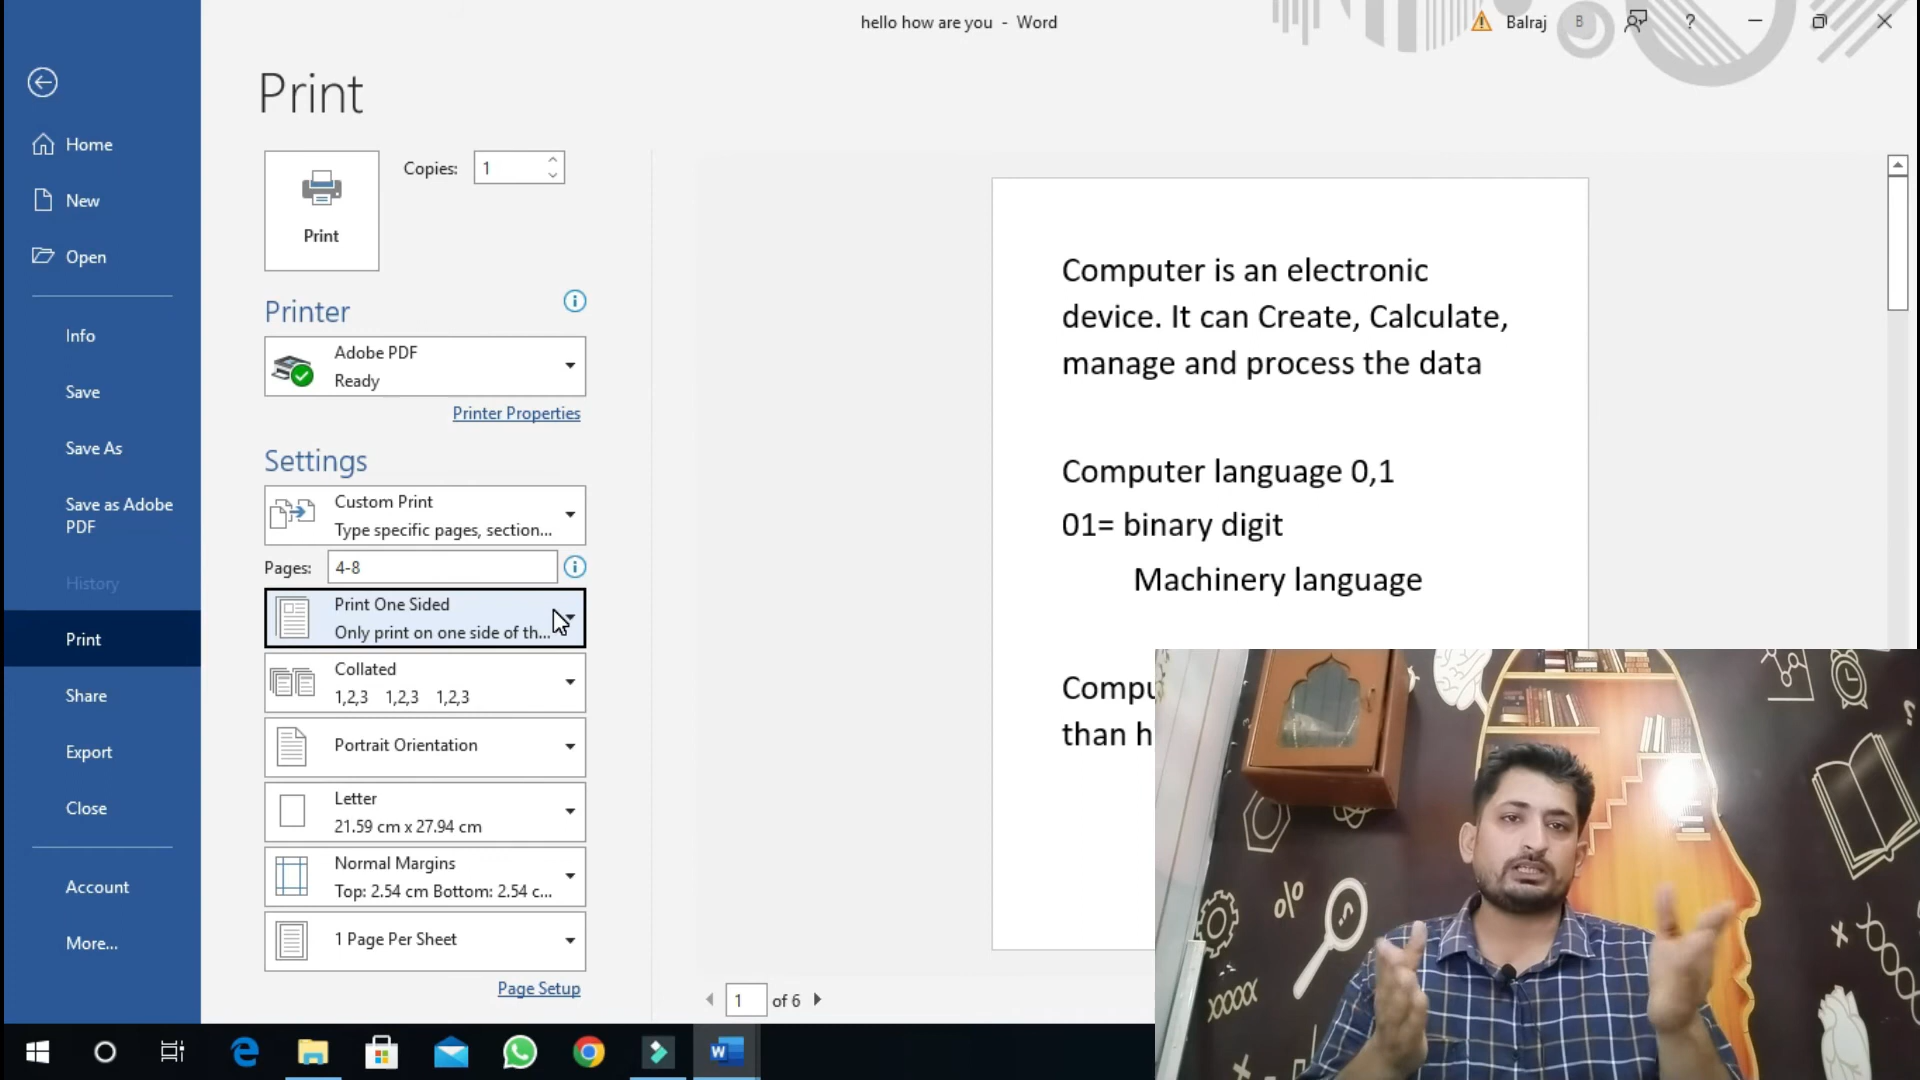 hello how are you - Word
Balraj
B
?
Print
Home
New
Open
Info
Save
Save As
Save as Adobe
PDF
History
Print
Share
Export
Close
Account
More...
Print
Copies: 1
Printer
Adobe PDF
Ready
Printer Properties
Settings
Custom Print
Type specific pages, section...
Pages: 4-8
Print One Sided
Only print on one side of th...
Collated
1,2,3 1,2,3 1,2,3
Portrait Orientation
Letter
21.59 cm x 27.94 cm
Normal Margins
Top: 2.54 cm Bottom: 2.54 c...
1 Page Per Sheet
Page Setup
Computer is an electronic
device. It can Create, Calculate,
manage and process the data
Computer language 0,1
01= binary digit
Machinery language
Compu
than h
1 of 6
%